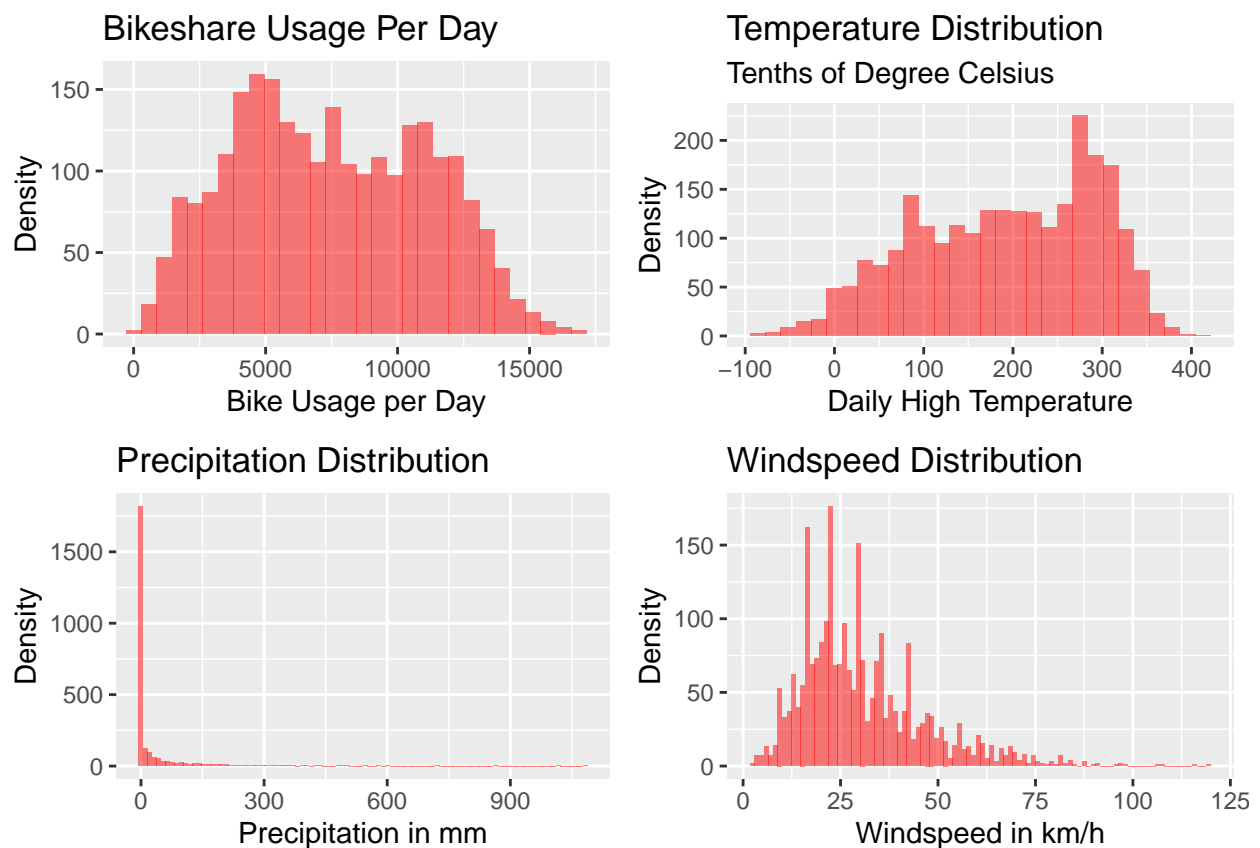 Bikeshare Usage Per Day
150
100
50
0
Density
0 5000 10000 15000
Bike Usage per Day
Temperature Distribution
Tenths of Degree Celsius
200
150
100
50
0
Density
−100 0 100 200 300 400
Daily High Temperature
Precipitation Distribution
1500
1000
500
0
Density
0 300 600 900
Precipitation in mm
Windspeed Distribution
150
100
50
0
Density
0 25 50 75 100 125
Windspeed in km/h